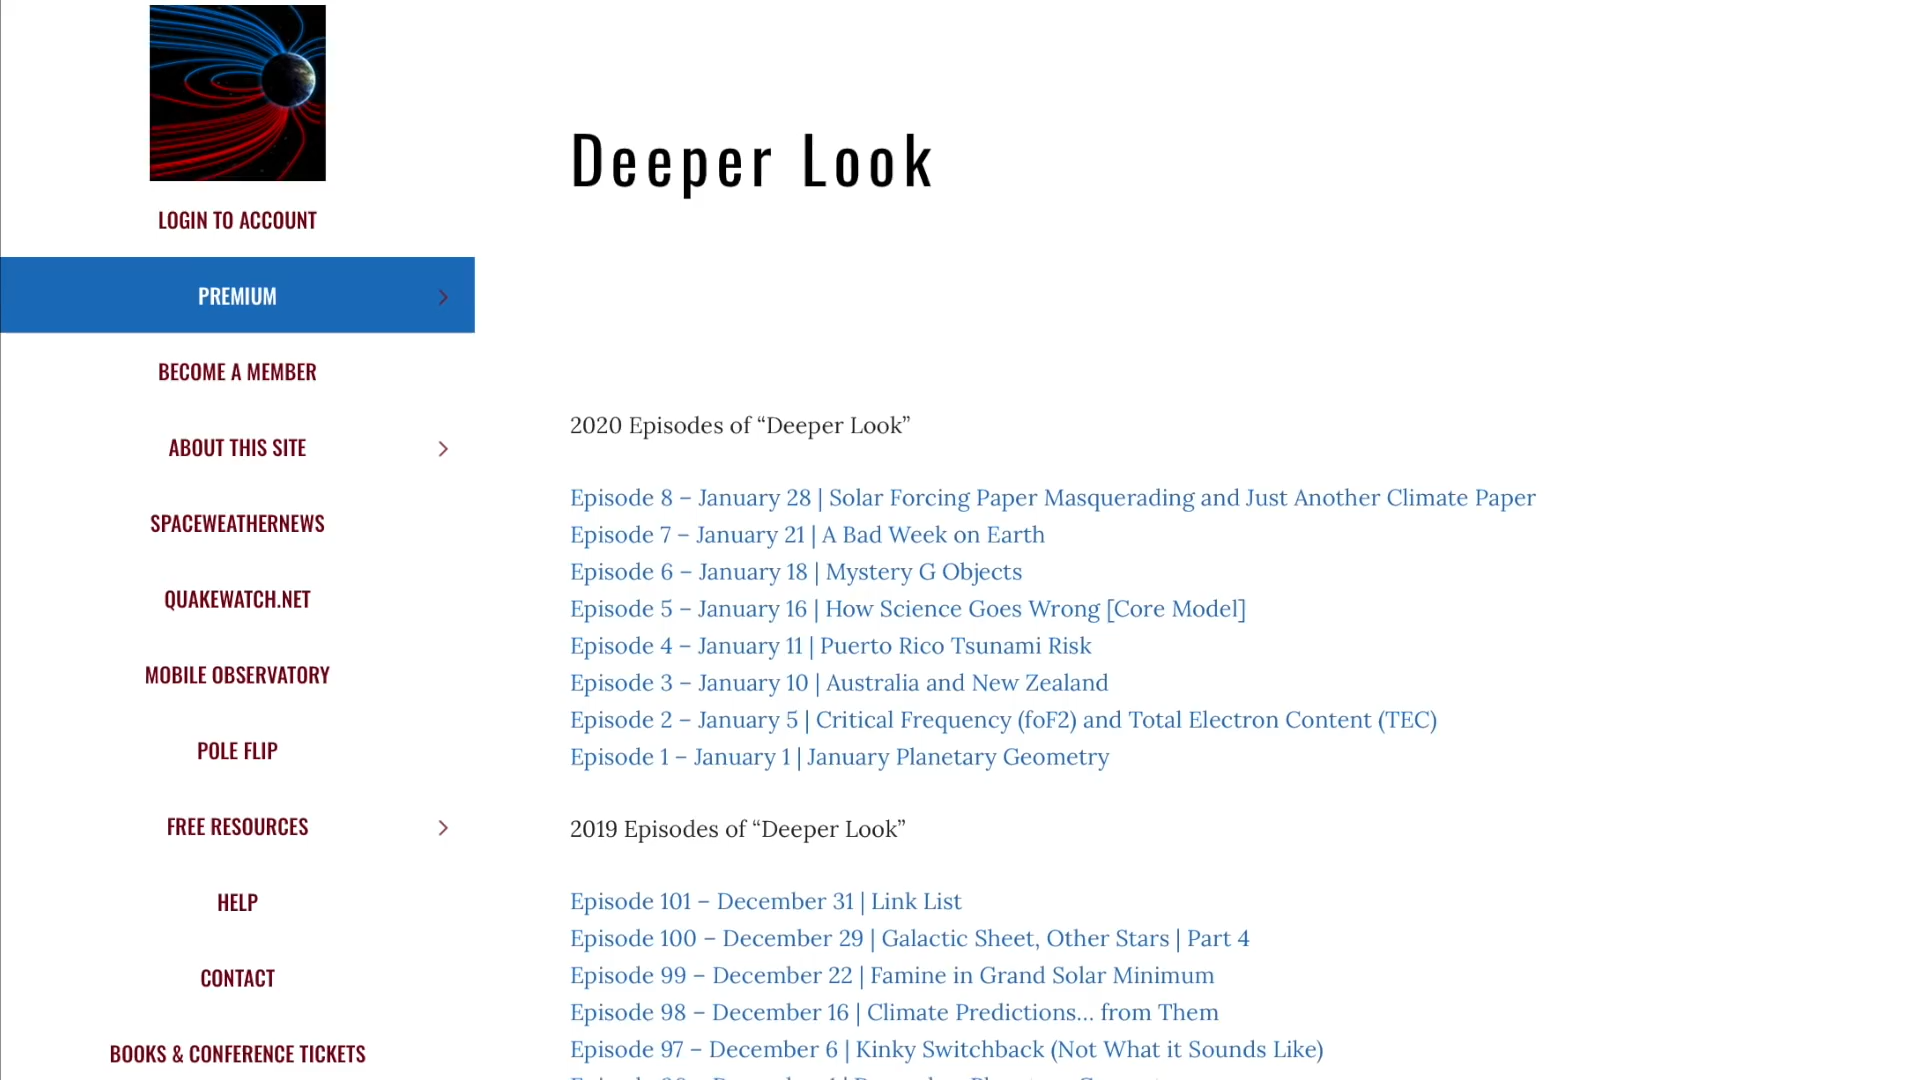 LOGIN TO ACCOUNT
PREMIUM
BECOME A MEMBER
ABOUT THIS SITE
SPACEWEATHERNEWS
QUAKEWATCH.NET
MOBILE OBSERVATORY
POLE FLIP
FREE RESOURCES
HELP
CONTACT
BOOKS & CONFERENCE TICKETS
Deeper Look
2020 Episodes of “Deeper Look”
Episode 8 – January 28 | Solar Forcing Paper Masquerading and Just Another Climate Paper
Episode 7 – January 21 | A Bad Week on Earth
Episode 6 – January 18 | Mystery G Objects
Episode 5 – January 16 | How Science Goes Wrong [Core Model]
Episode 4 – January 11 | Puerto Rico Tsunami Risk
Episode 3 – January 10 | Australia and New Zealand
Episode 2 – January 5 | Critical Frequency (foF2) and Total Electron Content (TEC)
Episode 1 – January 1 | January Planetary Geometry
2019 Episodes of “Deeper Look”
Episode 101 – December 31 | Link List
Episode 100 – December 29 | Galactic Sheet, Other Stars | Part 4
Episode 99 – December 22 | Famine in Grand Solar Minimum
Episode 98 – December 16 | Climate Predictions… from Them
Episode 97 – December 6 | Kinky Switchback (Not What it Sounds Like)